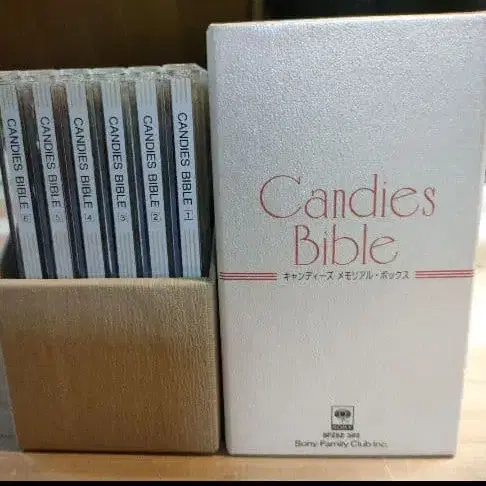 CANDIES BIBLE 6
CANDIES BIBLE 5
CANDIES BIBLE 4
CANDIES BIBLE 3
CANDIES BIBLE 2
CANDIES BIBLE 1
Candies
Bible
キャンディーズ メモリアル・ボックス
SONY
Sony Family Club Inc.